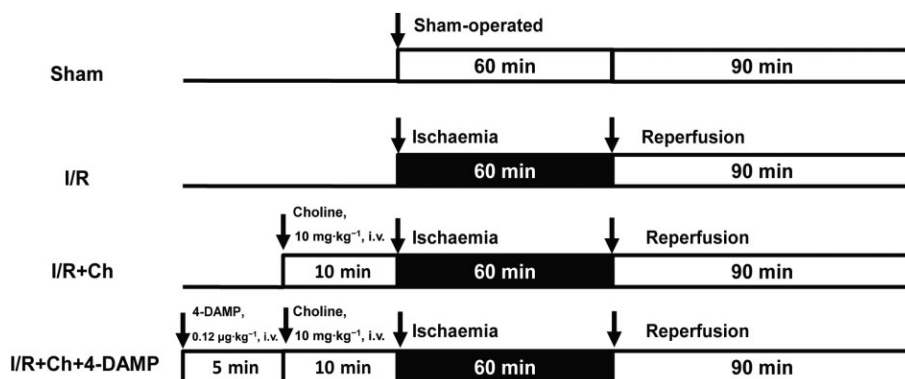 Sham-operated
Sham
60 min
90 min
Ischaemia
Reperfusion
I/R
60 min
90 min
Choline,
10 mg·kg⁻¹, i.v.
Ischaemia
Reperfusion
I/R+Ch
10 min
60 min
90 min
4-DAMP,
0.12 µg·kg⁻¹, i.v.
Choline,
10 mg·kg⁻¹, i.v.
Ischaemia
Reperfusion
I/R+Ch+4-DAMP
5 min
10 min
60 min
90 min